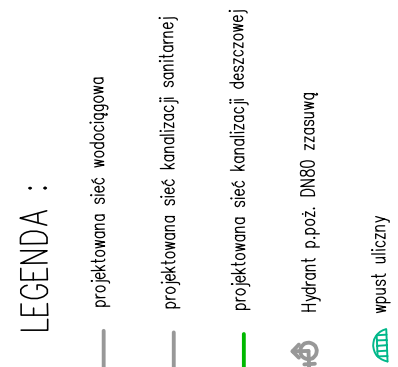 LEGENDA :
projektowana sieć wodociągowa
projektowana sieć kanalizacji sanitarnej
projektowana sieć kanalizacji deszczowej
Hydrant p.poż. DN80 zzasuwą
wpust uliczny